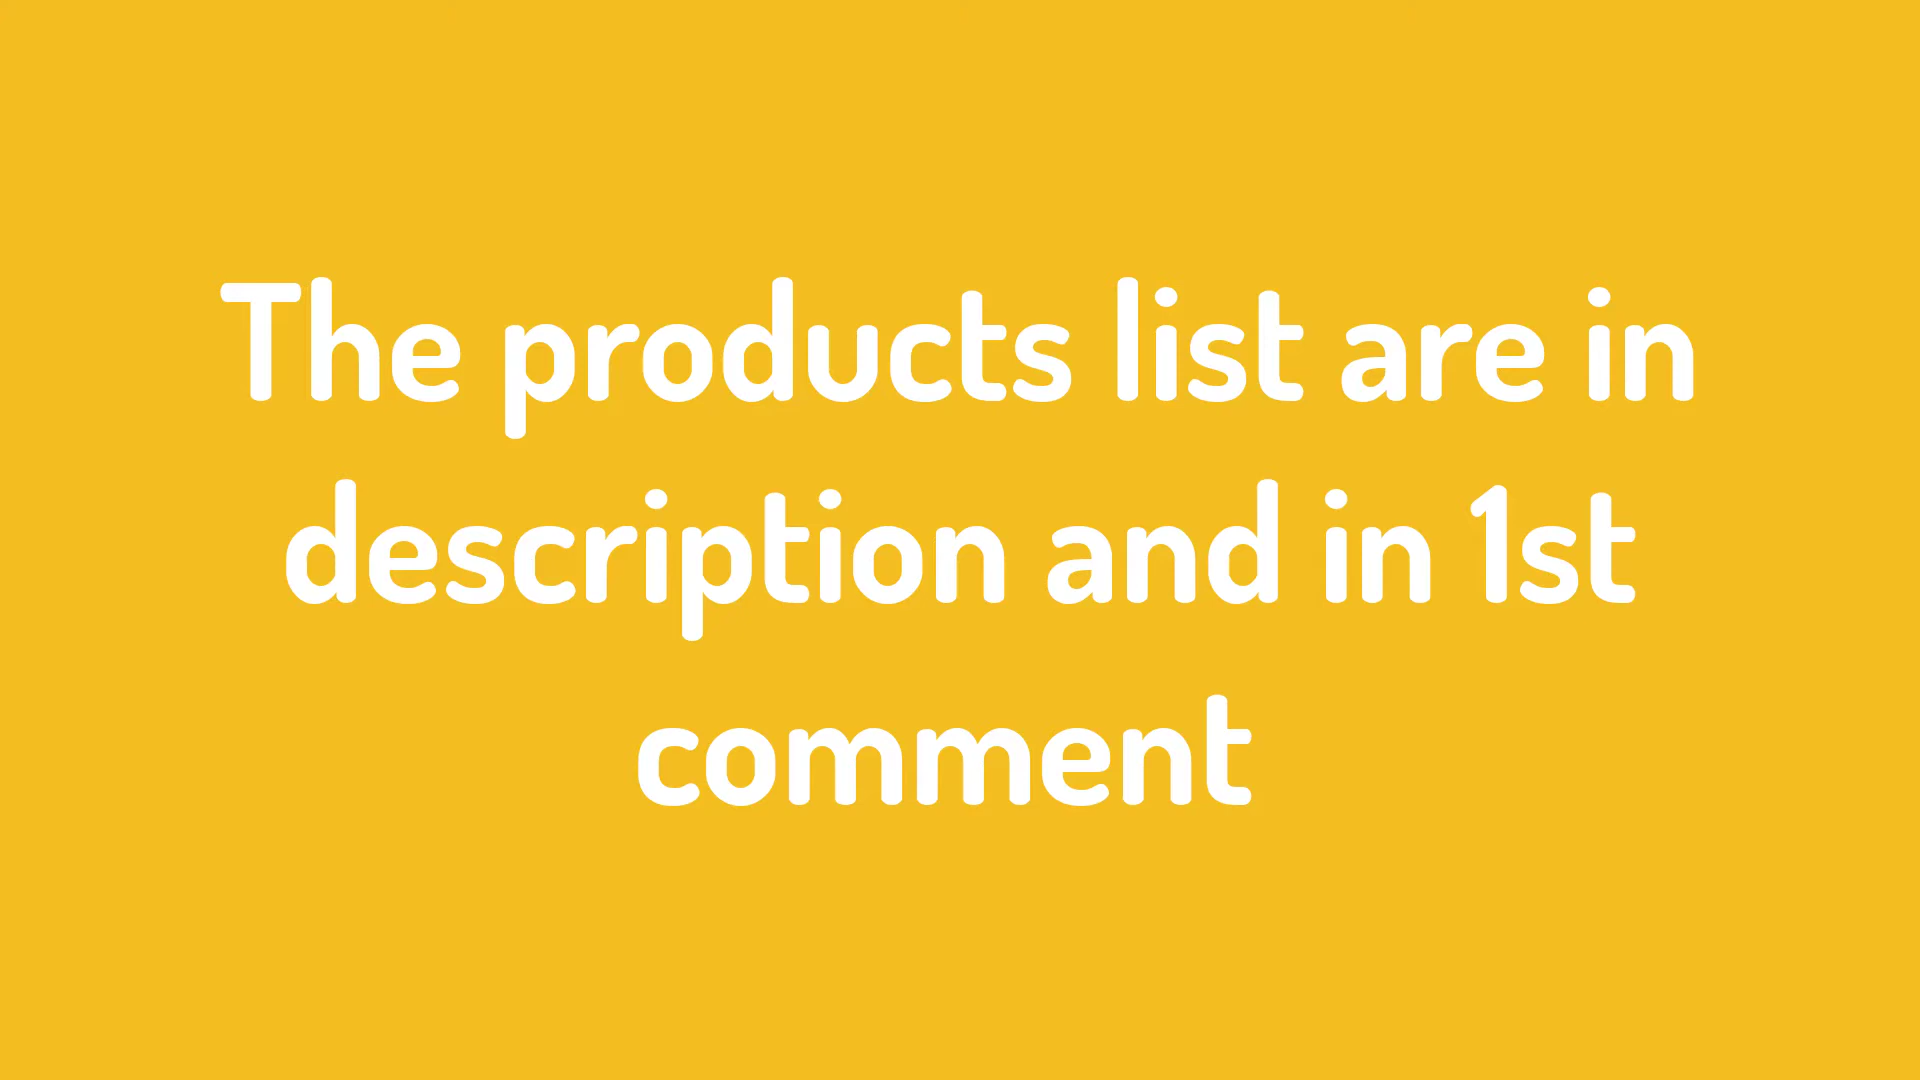 The products list are in
description and in 1st
comment